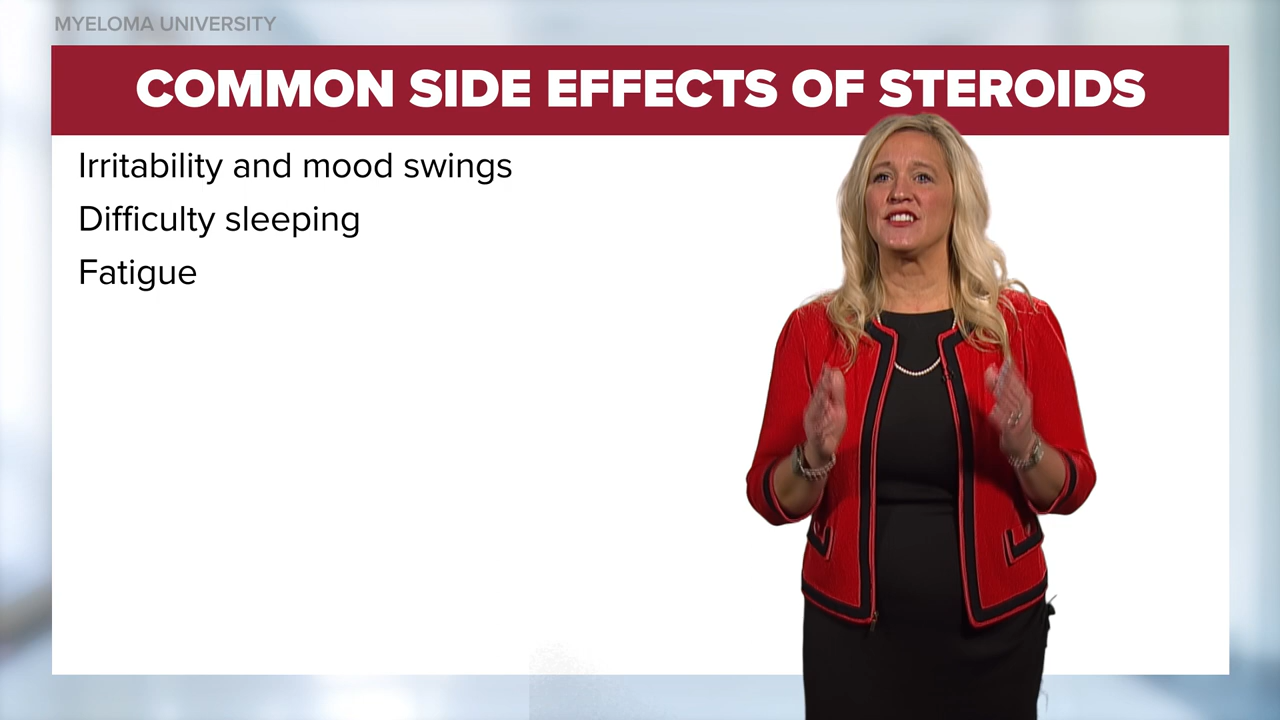 MYELOMA UNIVERSITY
COMMON SIDE EFFECTS OF STEROIDS
Irritability and mood swings
Difficulty sleeping
Fatigue